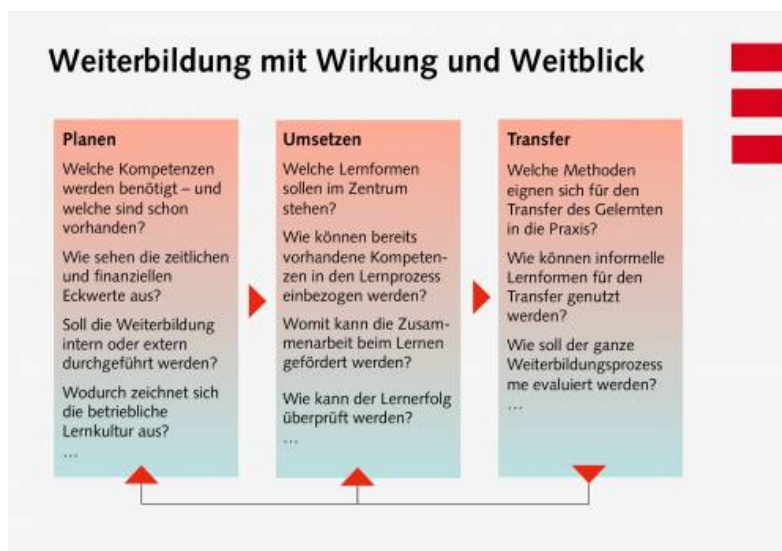 Weiterbildung mit Wirkung und Weitblick
Planen
Welche Kompetenzen
werden benötigt – und
welche sind schon
vorhanden?
Wie sehen die zeitlichen
und finanziellen
Eckwerte aus?
Soll die Weiterbildung
intern oder extern
durchgeführt werden?
Wodurch zeichnet sich
die betriebliche
Lernkultur aus?
...
Umsetzen
Welche Lernformen
sollen im Zentrum
stehen?
Wie können bereits
vorhandene Kompeten-
zen in den Lernprozess
einbezogen werden?
Womit kann die Zusam-
menarbeit beim Lernen
gefördert werden?
Wie kann der Lernerfolg
überprüft werden?
...
Transfer
Welche Methoden
eignen sich für den
Transfer des Gelernten
in die Praxis?
Wie können informelle
Lernformen für den
Transfer genutzt
werden?
Wie soll der ganze
Weiterbildungsprozess
me evaluiert werden?
...